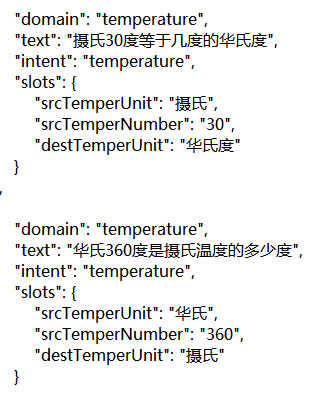 "domain": "temperature",
"text": "摄氏30度等于几度的华氏度",
"intent": "temperature",
"slots": {
"srcTemperUnit": "摄氏",
"srcTemperNumber": "30",
"destTemperUnit": "华氏度"
}
,
"domain": "temperature",
"text": "华氏360度是摄氏温度的多少度",
"intent": "temperature",
"slots": {
"srcTemperUnit": "华氏",
"srcTemperNumber": "360",
"destTemperUnit": "摄氏"
}